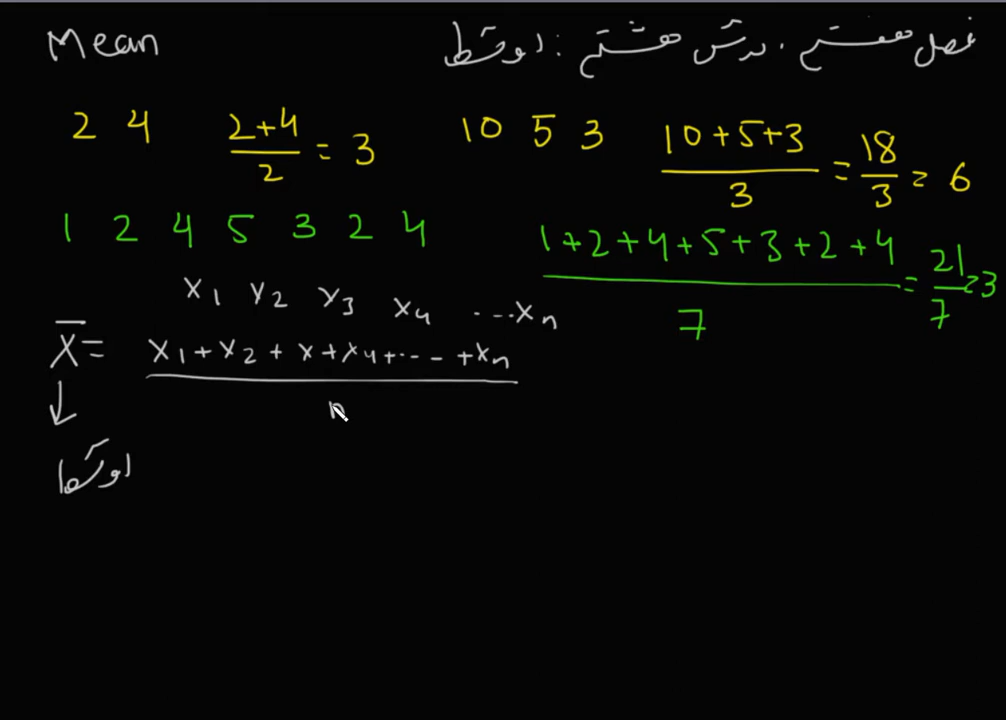 Mean فصل هفتم . درس هشتم : اوسط
2 4 (2+4)/2 = 3 10 5 3 (10+5+3)/3 = 18/3 = 6
1 2 4 5 3 2 4 (1+2+4+5+3+2+4)/7 = 21/7 = 3
x₁ x₂ x₃ x₄ ...xₙ
x̄ = (x₁+x₂+x+x₄+...+xₙ)/n
↓
اوسط